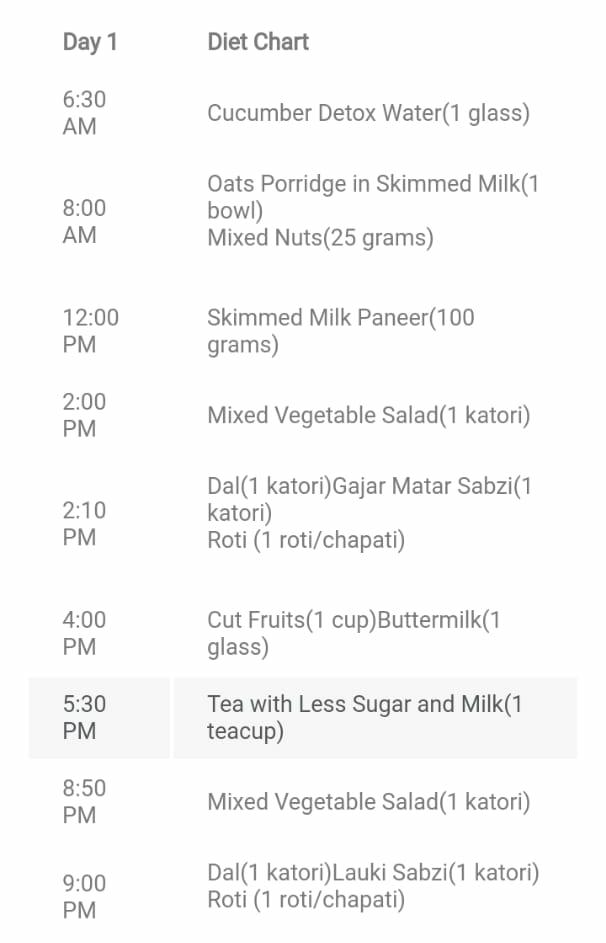 Day 1 Diet Chart
6:30
AM
Cucumber Detox Water(1 glass)
8:00
AM
Oats Porridge in Skimmed Milk(1
bowl)
Mixed Nuts(25 grams)
12:00
PM
Skimmed Milk Paneer(100
grams)
2:00
PM
Mixed Vegetable Salad(1 katori)
2:10
PM
Dal(1 katori)Gajar Matar Sabzi(1
katori)
Roti (1 roti/chapati)
4:00
PM
Cut Fruits(1 cup)Buttermilk(1
glass)
5:30
PM
Tea with Less Sugar and Milk(1
teacup)
8:50
PM
Mixed Vegetable Salad(1 katori)
9:00
PM
Dal(1 katori)Lauki Sabzi(1 katori)
Roti (1 roti/chapati)